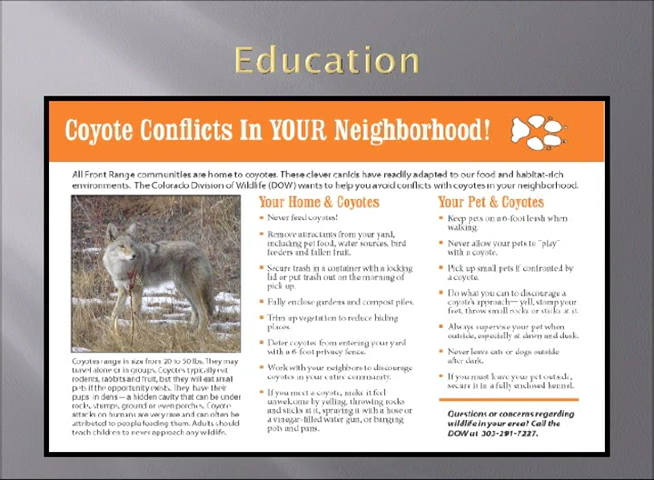 Education
Coyote Conflicts In YOUR Neighborhood!
All Front Range communities are home to coyotes. These clever canids have readily adapted to our food and habitat-rich
environments. The Colorado Division of Wildlife (DOW) wants to help you avoid conflicts with coyotes in your neighborhood.
Coyotes range in size from 20 to 50 lbs. They may
travel alone or in groups. Coyotes typically eat
rodents, rabbits and fruit, but they will eat small
pets if the opportunity exists. They have their
pups in dens—a hidden cavity that can be under
rocks, stumps, ground or even porches. Coyote
attacks on humans are very rare and can often be
attributed to people feeding them. Adults should
teach children to never approach any wildlife.
Your Home & Coyotes
Never feed coyotes!
Remove attractants from your yard,
including pet food, water sources, bird
feeders and fallen fruit.
Secure trash in a container with a locking
lid or put trash out on the morning of
pick up.
Fully enclose gardens and compost piles.
Trim up vegetation to reduce hiding
places.
Deter coyotes from entering your yard
with a 6-foot privacy fence.
Work with your neighbors to discourage
coyotes in your entire community.
If you meet a coyote, make it feel
unwelcome by yelling, throwing rocks
and sticks at it, spraying it with a hose or
a vinegar-filled water gun, or banging
pots and pans.
Your Pet & Coyotes
Keep pets on a 6-foot leash when
walking.
Never allow your pets to "play"
with a coyote.
Pick up small pets if confronted by
a coyote.
Do what you can to discourage a
coyote's approach—yell, stomp your
feet, throw small rocks or sticks at it.
Always supervise your pet when
outside, especially at dawn and dusk.
Never leave cats or dogs outside
after dark.
If you must leave your pet outside,
secure it in a fully enclosed kennel.
Questions or concerns regarding
wildlife in your area? Call the
DOW at 303-291-7227.